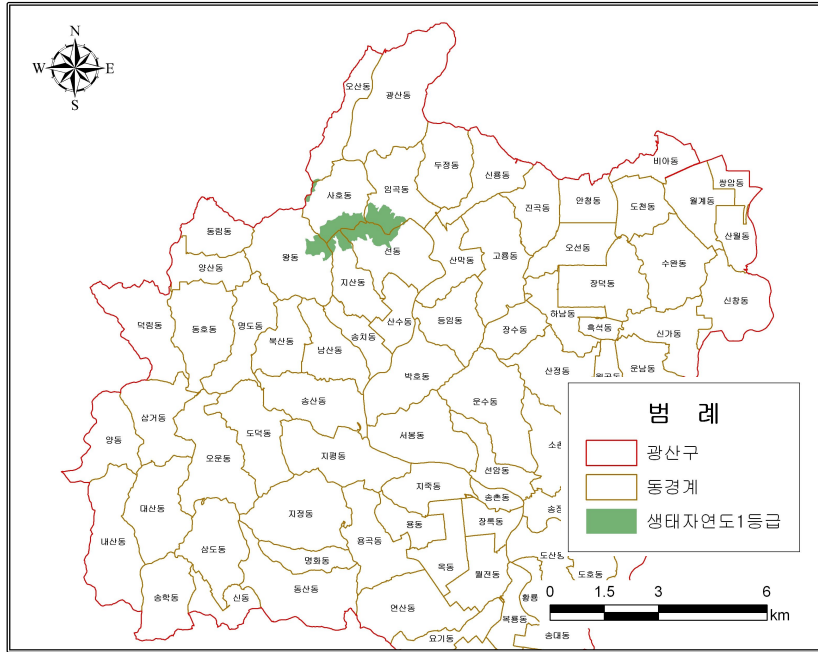 N
W
E
S
오산동
광산동
두정동
신룡동
비아동
쌍암동
사호동
임곡동
진곡동
안청동
도천동
월계동
동림동
산월동
왕동
선동
산막동
고룡동
오선동
수완동
양산동
지산동
장덕동
신창동
덕림동
동호동
명도동
북산동
남산동
송치동
산수동
등암동
장수동
하남동
흑석동
신가동
박호동
산정동
운남동
송산동
운수동
삼거동
양동
도덕동
서봉동
오운동
지평동
선암동
지죽동
송촌동
대산동
지정동
용동
장록동
내산동
삼도동
용곡동
명화동
옥동
월전동
도산동
도호동
송학동
신동
동산동
연산동
황룡
복룡동
묘가동
송대동
범 례
광산구
동경계
생태자연도1등급
0 1.5 3 6
km